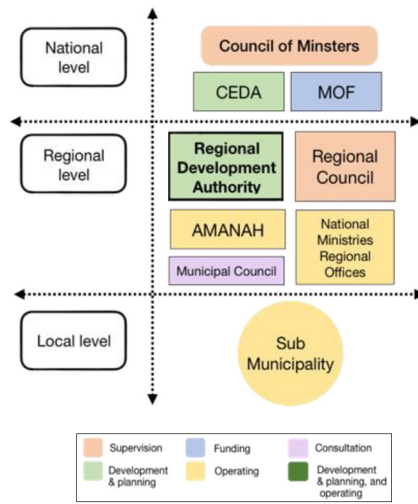 National
level
Council of Minsters
CEDA
MOF
Regional
level
Regional
Development
Authority
Regional
Council
AMANAH
Municipal Council
National
Ministries
Regional
Offices
Local level
Sub
Municipality
Supervision
Funding
Consultation
Development
& planning
Operating
Development
& planning, and
operating